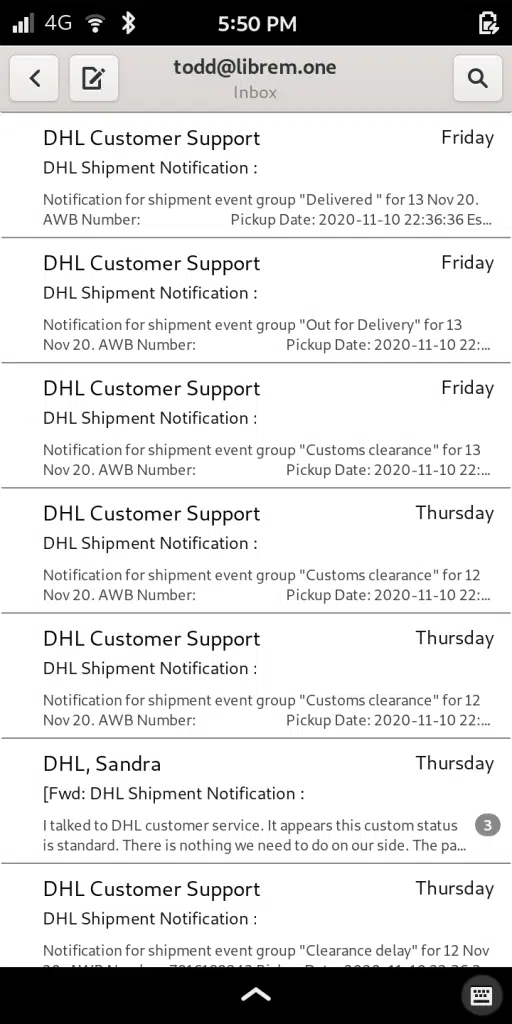 4G 5:50 PM
todd@librem.one
Inbox
DHL Customer Support Friday
DHL Shipment Notification :
Notification for shipment event group "Delivered " for 13 Nov 20.
AWB Number: Pickup Date: 2020-11-10 22:36:36 Es...
DHL Customer Support Friday
DHL Shipment Notification :
Notification for shipment event group "Out for Delivery" for 13
Nov 20. AWB Number: Pickup Date: 2020-11-10 22:...
DHL Customer Support Friday
DHL Shipment Notification :
Notification for shipment event group "Customs clearance" for 13
Nov 20. AWB Number: Pickup Date: 2020-11-10 22:...
DHL Customer Support Thursday
DHL Shipment Notification :
Notification for shipment event group "Customs clearance" for 12
Nov 20. AWB Number: Pickup Date: 2020-11-10 22:...
DHL Customer Support Thursday
DHL Shipment Notification :
Notification for shipment event group "Customs clearance" for 12
Nov 20. AWB Number: Pickup Date: 2020-11-10 22:...
DHL, Sandra Thursday
[Fwd: DHL Shipment Notification :
I talked to DHL customer service. It appears this custom status 3
is standard. There is nothing we need to do on our side. The pa...
DHL Customer Support Thursday
DHL Shipment Notification :
Notification for shipment event group "Clearance delay" for 12 Nov